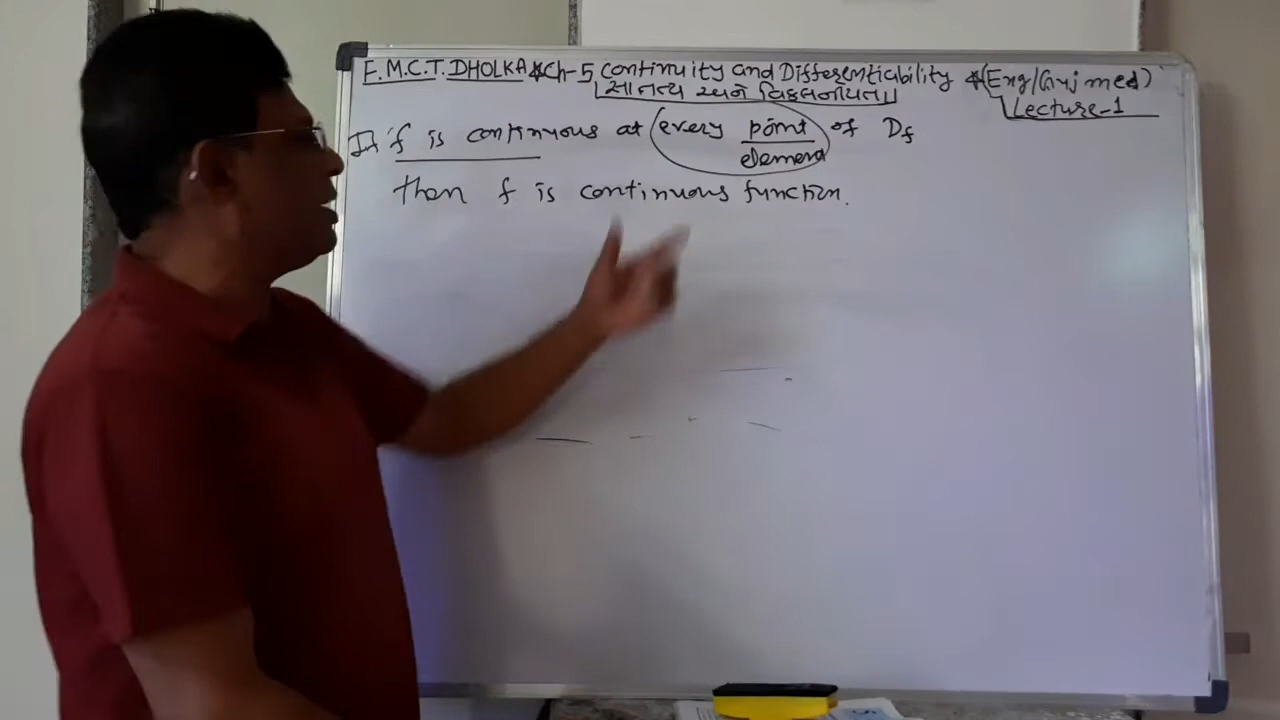 F.M.C.T. DHOLKA * Ch-5 Continuity and Differentiability * (Eng/Guj med)
સાતત્ય અને વિકલનીયતા
Lecture-1
If f is continuous at every point of Df
element
then f is continuous function.